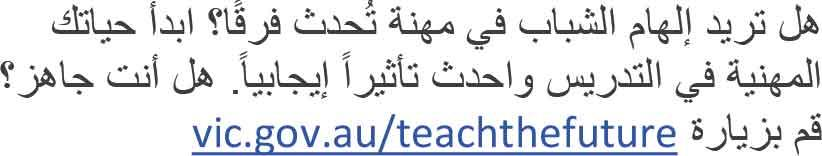 هل تريد إلهام الشباب في مهنة تُحدث فرقًا؟ ابدأ حياتك
المهنية في التدريس واحدث تأثيراً إيجابياً. هل أنت جاهز؟
قم بزيارة vic.gov.au/teachthefuture